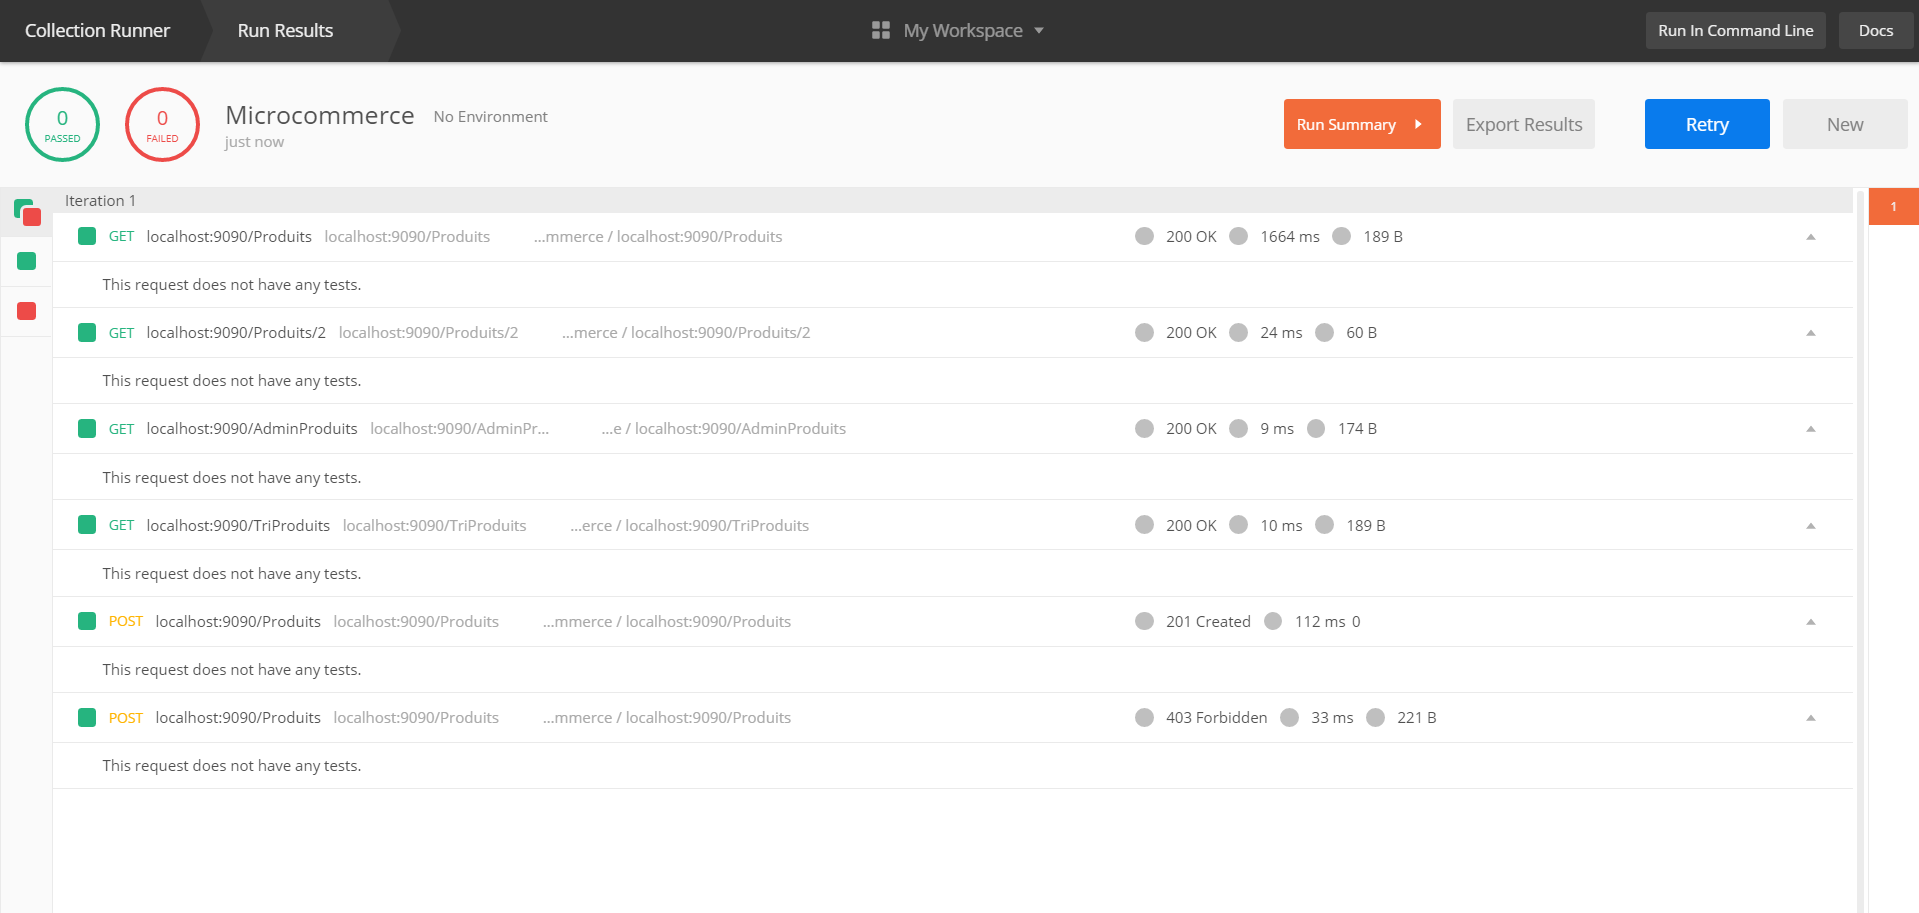 Collection Runner Run Results My Workspace Run In Command Line Docs
0 PASSED
0 FAILED
Microcommerce No Environment
just now
Run Summary Export Results Retry New
Iteration 1
1
GET localhost:9090/Produits localhost:9090/Produits ...mmerce / localhost:9090/Produits 200 OK 1664 ms 189 B
This request does not have any tests.
GET localhost:9090/Produits/2 localhost:9090/Produits/2 ...merce / localhost:9090/Produits/2 200 OK 24 ms 60 B
This request does not have any tests.
GET localhost:9090/AdminProduits localhost:9090/AdminPr... ...e / localhost:9090/AdminProduits 200 OK 9 ms 174 B
This request does not have any tests.
GET localhost:9090/TriProduits localhost:9090/TriProduits ...erce / localhost:9090/TriProduits 200 OK 10 ms 189 B
This request does not have any tests.
POST localhost:9090/Produits localhost:9090/Produits ...mmerce / localhost:9090/Produits 201 Created 112 ms 0
This request does not have any tests.
POST localhost:9090/Produits localhost:9090/Produits ...mmerce / localhost:9090/Produits 403 Forbidden 33 ms 221 B
This request does not have any tests.